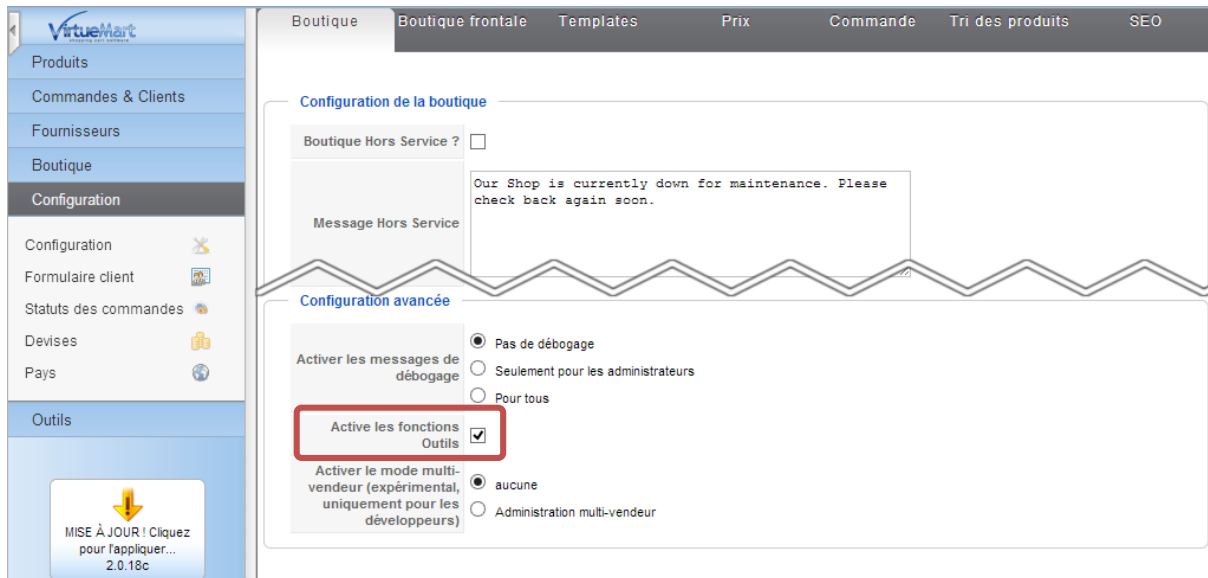 Boutique
Boutique frontale
Templates
Prix
Commande
Tri des produits
SEO
VirtueMart
shopping cart software
Produits
Commandes & Clients
Fournisseurs
Boutique
Configuration
Configuration
Formulaire client
Statuts des commandes
Devises
Pays
Outils
MISE À JOUR ! Cliquez
pour l'appliquer...
2.0.18c
Configuration de la boutique
Boutique Hors Service ?
Message Hors Service
Our Shop is currently down for maintenance. Please
check back again soon.
Configuration avancée
Activer les messages de
débogage
Pas de débogage
Seulement pour les administrateurs
Pour tous
Active les fonctions
Outils
Activer le mode multi-
vendeur (expérimental,
uniquement pour les
développeurs)
aucune
Administration multi-vendeur